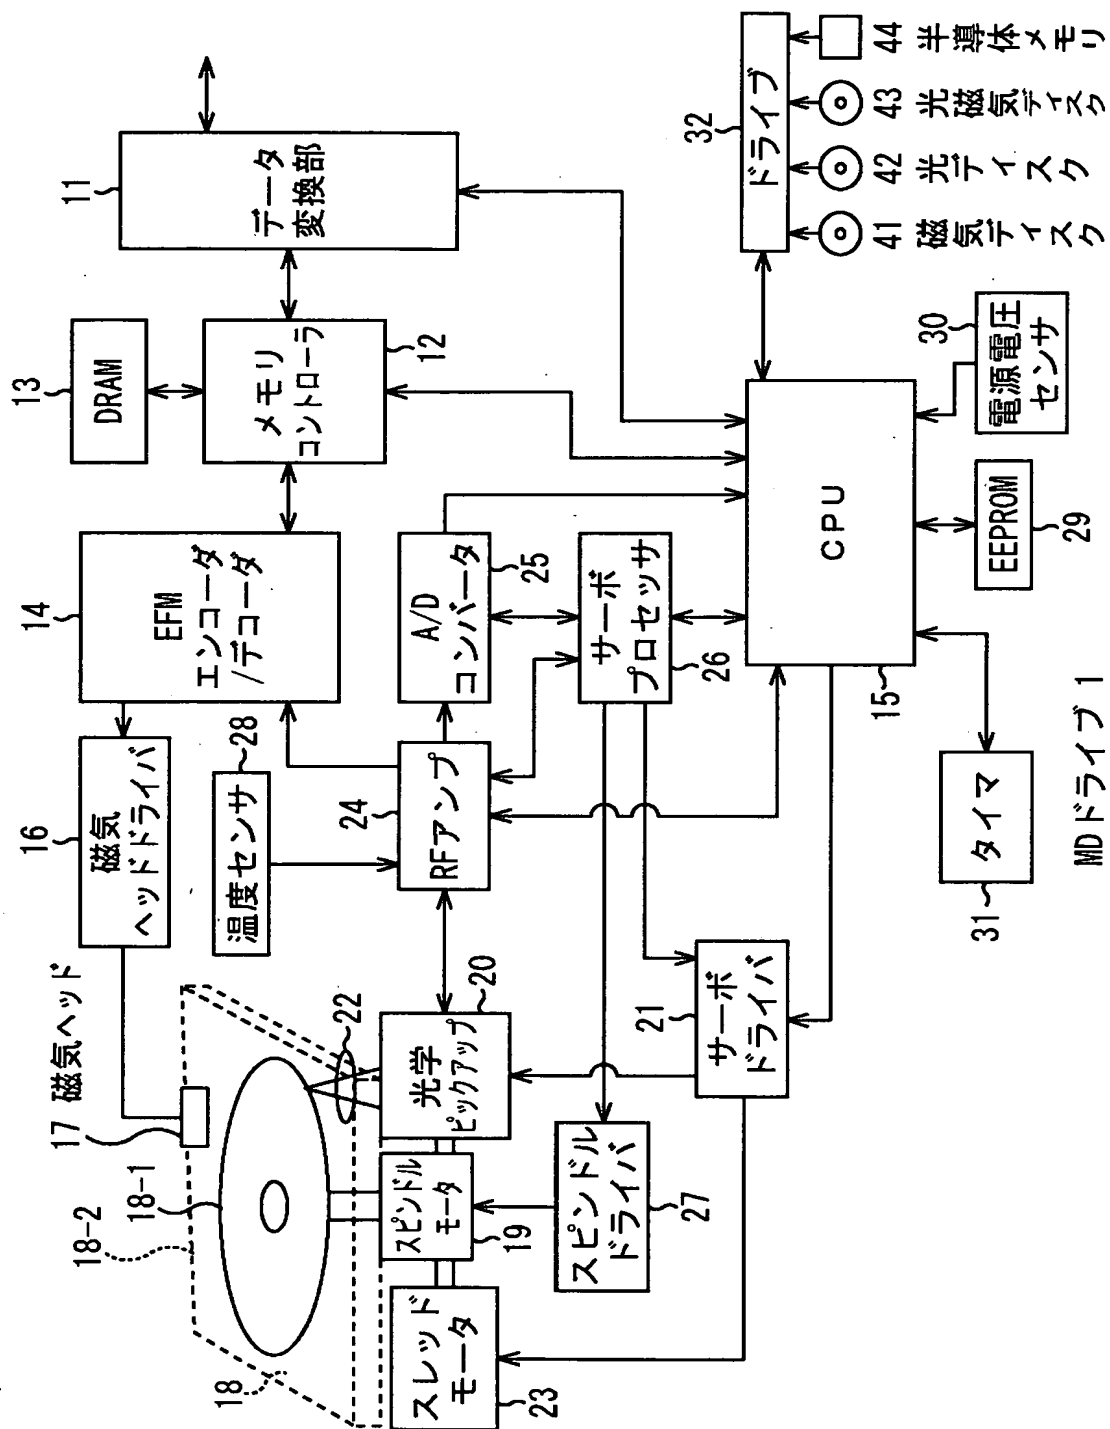 18
18-2
18-1
17 磁気ヘッド
16
磁気
ヘッドドライバ
14
EFM
エンコーダ
/デコーダ
13
DRAM
メモリ
コントローラ
12
11
データ
変換部
温度センサ
28
22
スレッド
モータ
23
スピンドル
モータ
19
光学
ピックアップ
20
24
RFアンプ
A/D
コンバータ
25
サーボ
プロセッサ
26
スピンドル
ドライバ
27
21
サーボ
ドライバ
CPU
15
32
ドライブ
41 磁気ディスク
42 光ディスク
43 光磁気ディスク
44 半導体メモリ
タイマ
31
EEPROM
29
30
電源電圧
センサ
MDドライブ 1